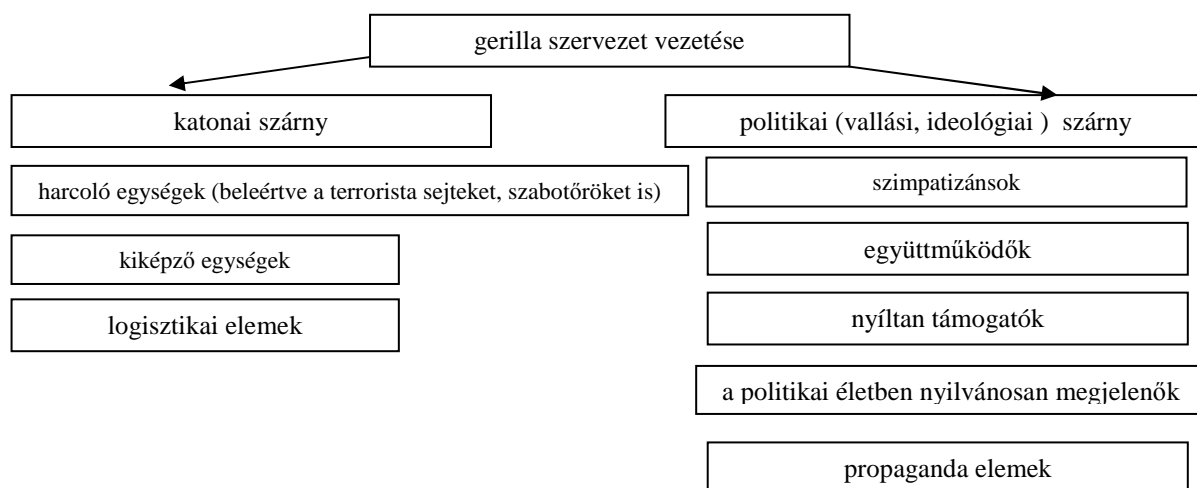 gerilla szervezet vezetése
katonai szárny
politikai (vallási, ideológiai ) szárny
harcoló egységek (beleértve a terrorista sejteket, szabotőröket is)
szimpatizánsok
kiképző egységek
együttműködők
logisztikai elemek
nyíltan támogatók
a politikai életben nyilvánosan megjelenők
propaganda elemek